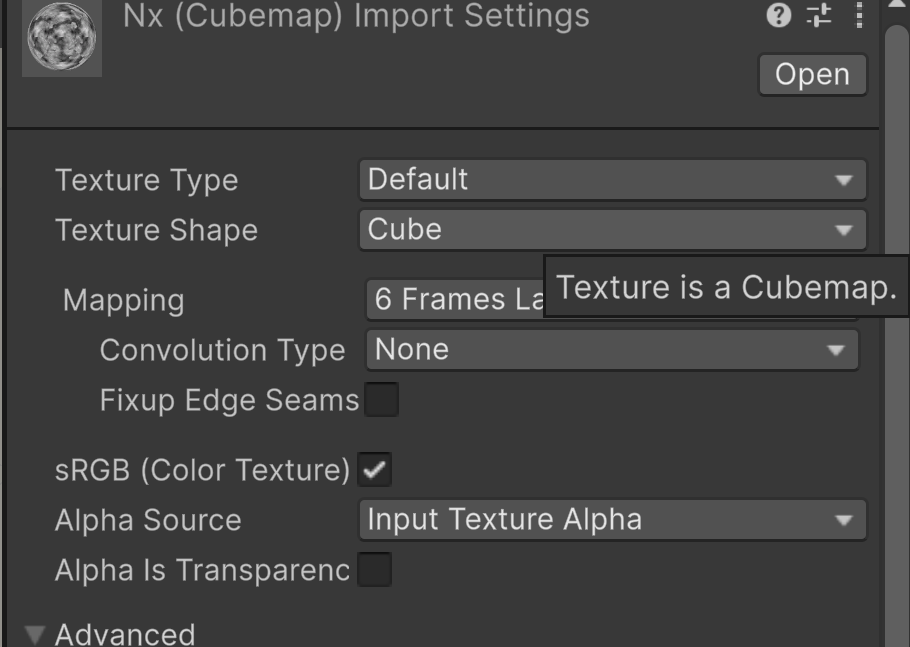 Nx (Cubemap) Import Settings
Open
Texture Type Default
Texture Shape Cube
Texture is a Cubemap.
Mapping 6 Frames La
Convolution Type None
Fixup Edge Seams
sRGB (Color Texture)
Alpha Source Input Texture Alpha
Alpha Is Transparenc
Advanced